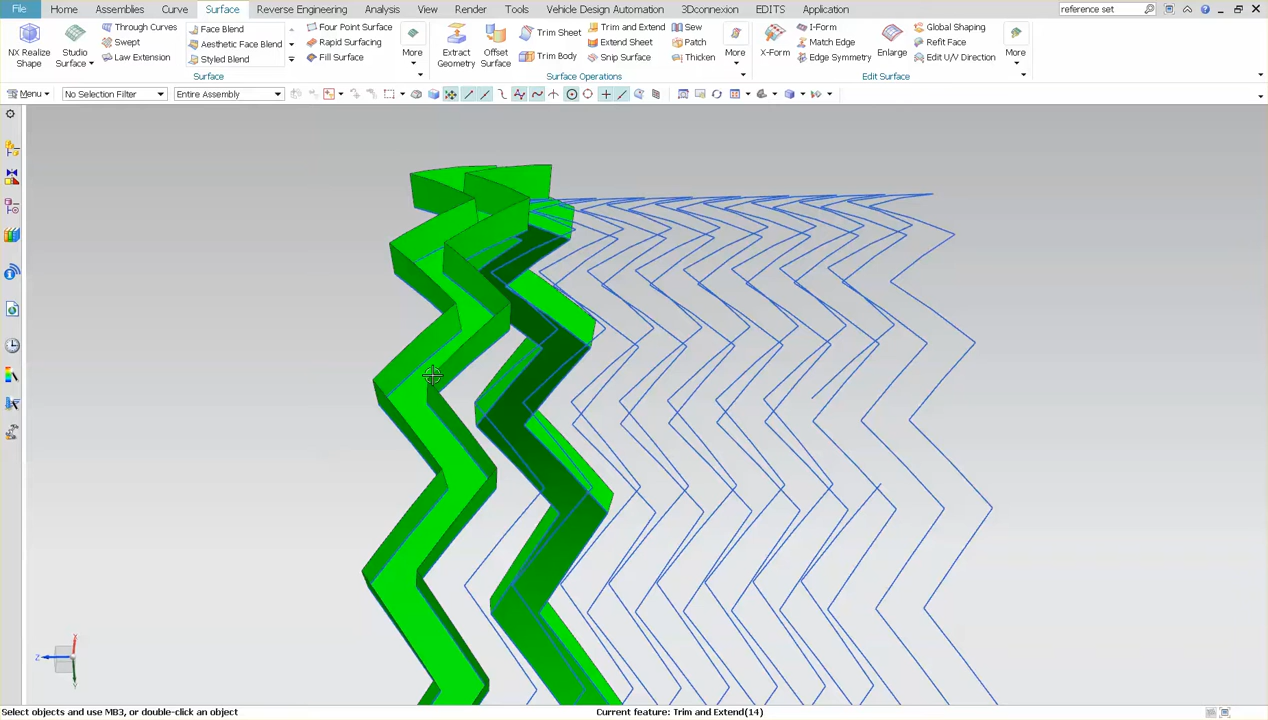 File Home Assemblies Curve Surface Reverse Engineering Analysis View Render Tools Vehicle Design Automation 3Dconnexion EDITS Application reference set
NX Realize Shape
Studio Surface
Through Curves
Swept
Law Extension
Face Blend
Aesthetic Face Blend
Styled Blend
Four Point Surface
Rapid Surfacing
Fill Surface
More
Surface
Extract Geometry
Offset Surface
Trim Sheet
Trim Body
Trim and Extend
Extend Sheet
Snip Surface
Sew
Patch
Thicken
More
Surface Operations
X-Form
I-Form
Match Edge
Edge Symmetry
Enlarge
Global Shaping
Refit Face
Edit U/V Direction
More
Edit Surface
Menu No Selection Filter Entire Assembly
X
Z
Y
Select objects and use MB3, or double-click an object Current feature: Trim and Extend(14)